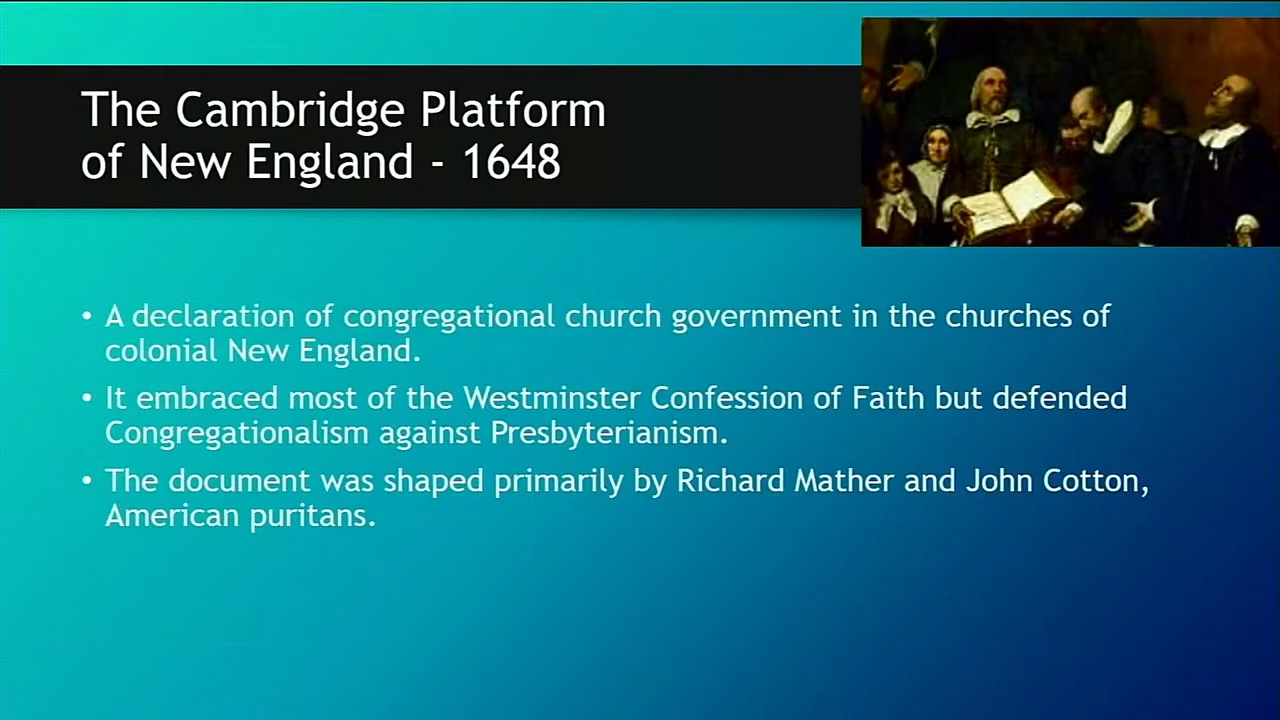 The Cambridge Platform
of New England - 1648
• A declaration of congregational church government in the churches of
colonial New England.
• It embraced most of the Westminster Confession of Faith but defended
Congregationalism against Presbyterianism.
• The document was shaped primarily by Richard Mather and John Cotton,
American puritans.